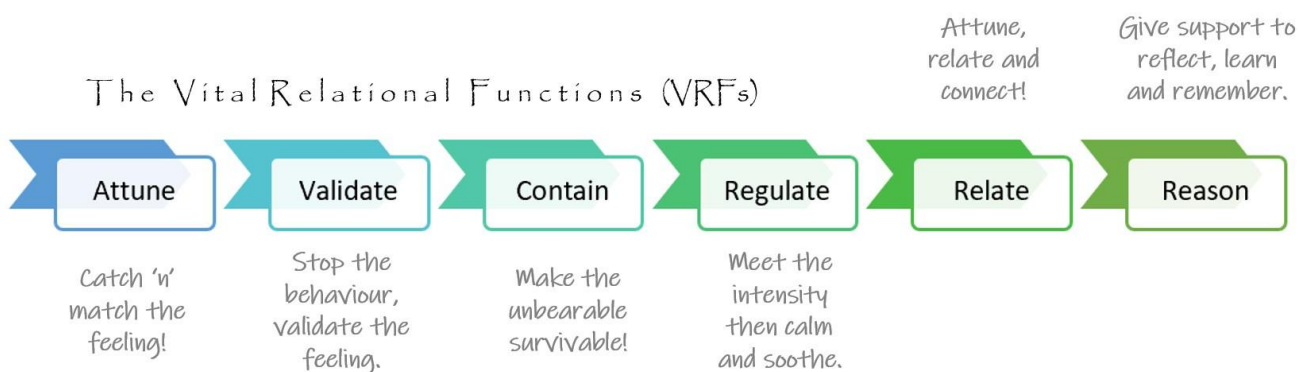 The Vital Relational Functions (VRFs)
Attune
Catch 'n'
match the
feeling!
Validate
Stop the
behaviour,
validate the
feeling.
Contain
Make the
unbearable
survivable!
Regulate
Meet the
intensity
then calm
and soothe.
Attune,
relate and
connect!
Relate
Give support to
reflect, learn
and remember.
Reason